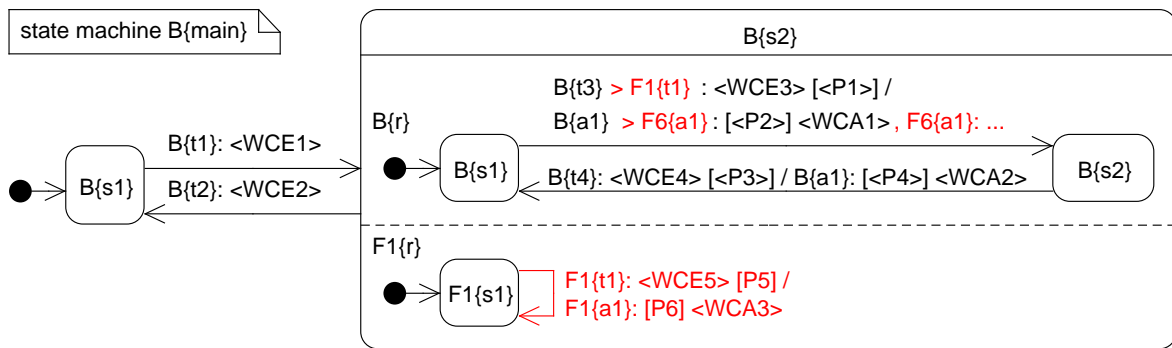 state machine B{main}
B{s2}
B{t3} > F1{t1} : <WCE3> [<P1>] /
B{a1} > F6{a1} : [<P2>] <WCA1> , F6{a1}: ...
B{r}
B{t1}: <WCE1>
B{s1}
B{t2}: <WCE2>
B{s1}
B{t4}: <WCE4> [<P3>] / B{a1}: [<P4>] <WCA2>
B{s2}
F1{r}
F1{s1}
F1{t1}: <WCE5> [P5] /
F1{a1}: [P6] <WCA3>